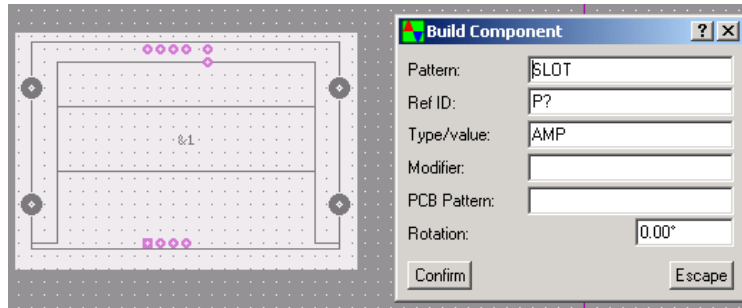 &1
Build Component
Pattern: SLOT
Ref ID: P?
Type/value: AMP
Modifier:
PCB Pattern:
Rotation: 0.00°
Confirm Escape